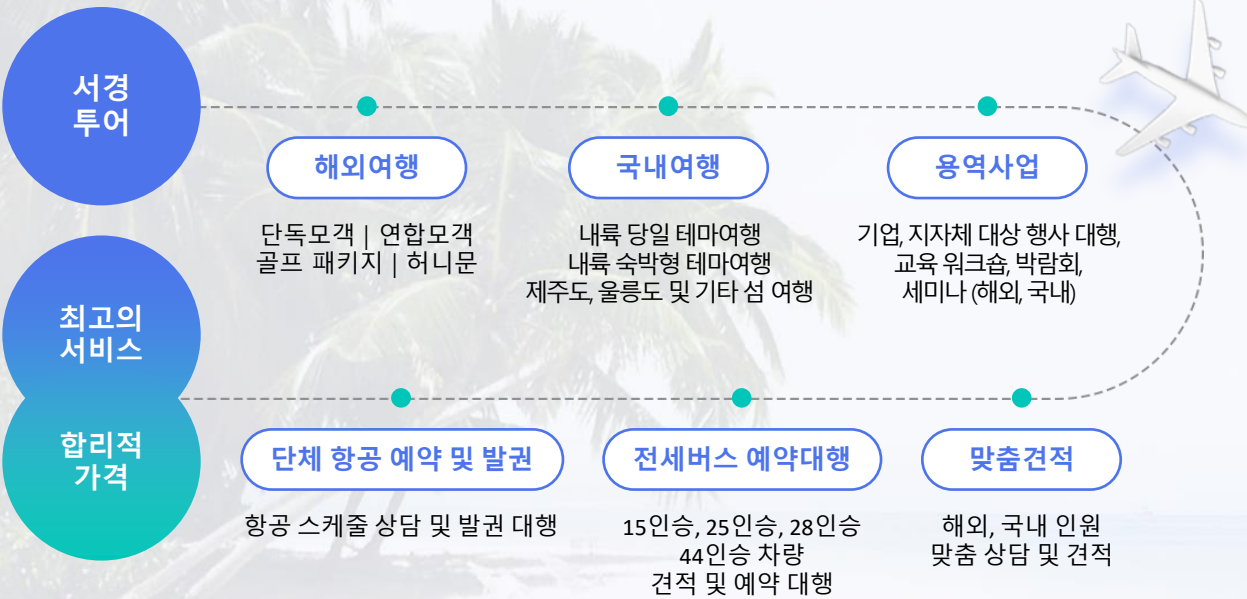 서경
투어
해외여행
단독모객 | 연합모객
골프 패키지 | 허니문
국내여행
내륙 당일 테마여행
내륙 숙박형 테마여행
제주도, 울릉도 및 기타 섬 여행
용역사업
기업, 지자체 대상 행사 대행,
교육 워크숍, 박람회,
세미나 (해외, 국내)
최고의
서비스
합리적
가격
단체 항공 예약 및 발권
항공 스케줄 상담 및 발권 대행
전세버스 예약대행
15인승, 25인승, 28인승
44인승 차량
견적 및 예약 대행
맞춤견적
해외, 국내 인원
맞춤 상담 및 견적